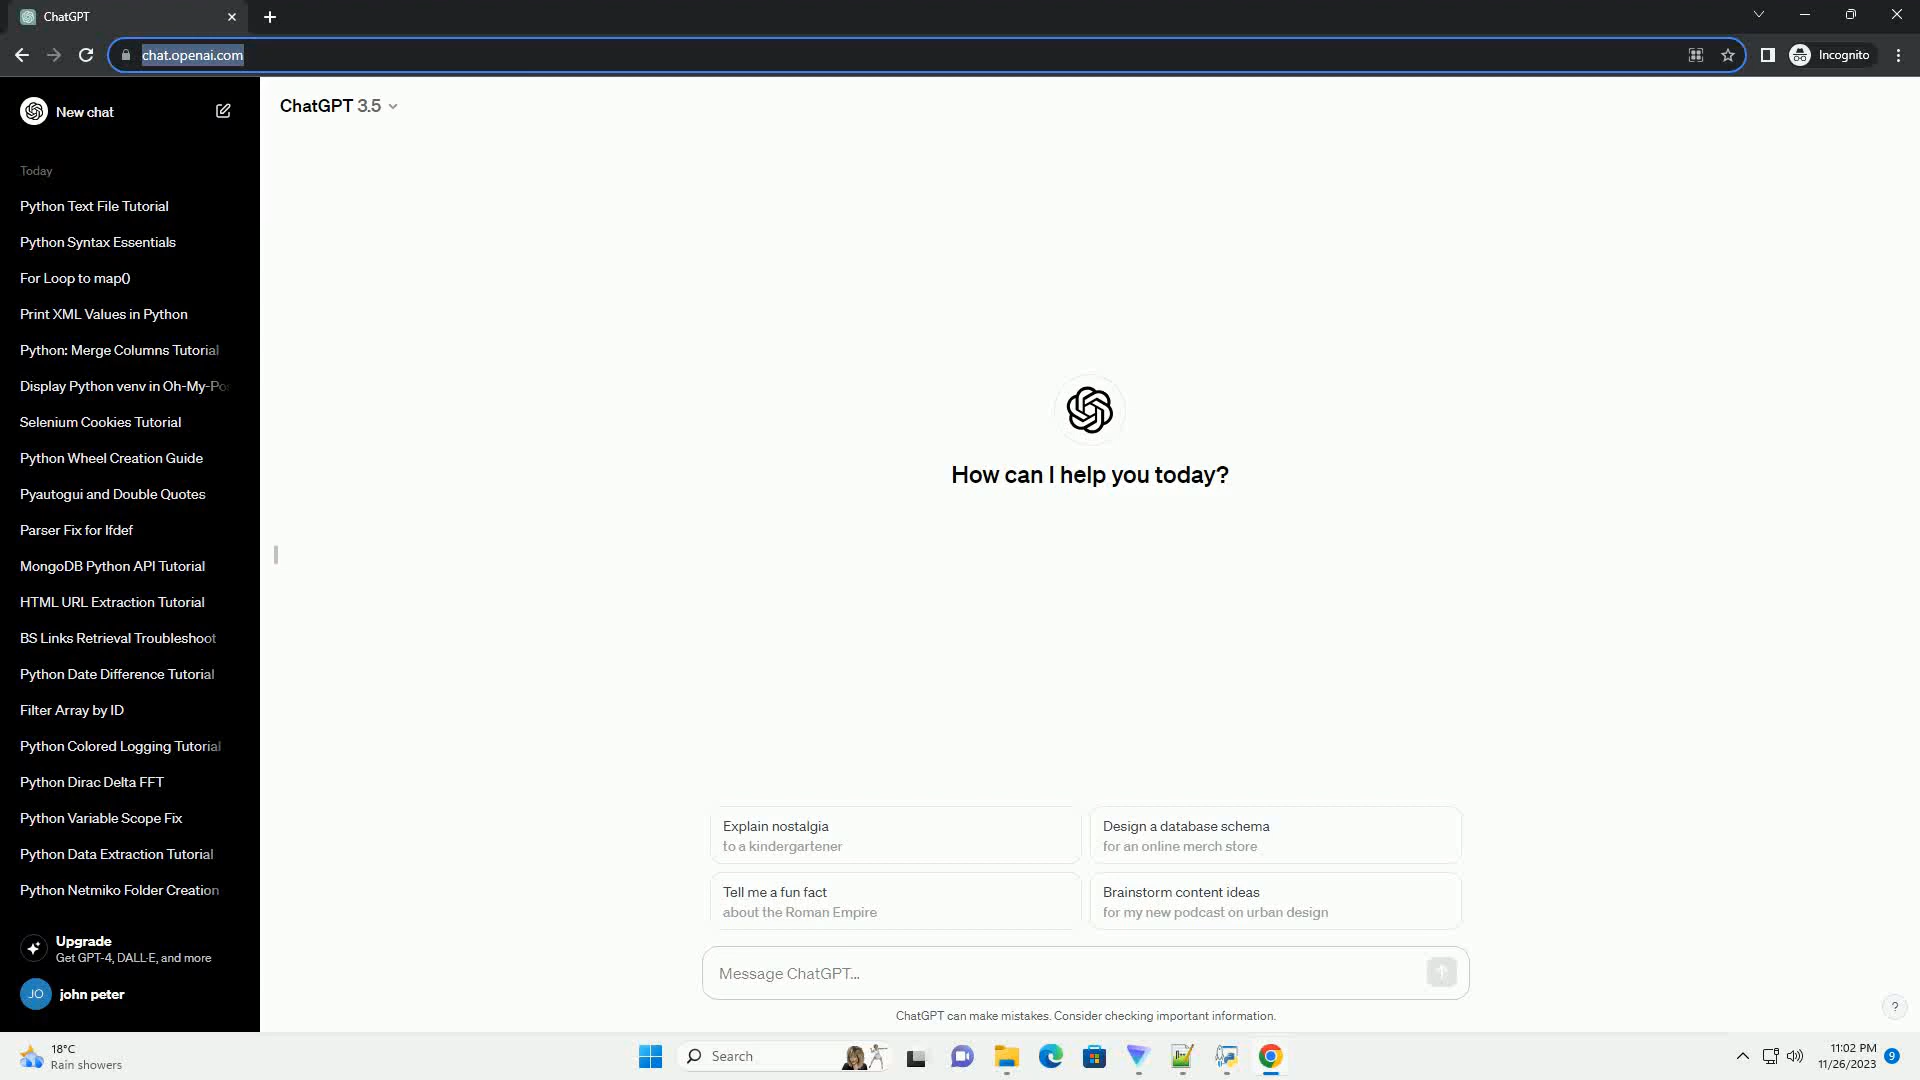 ChatGPT
chat.openai.com
Incognito
New chat
ChatGPT 3.5
Today
Python Text File Tutorial
Python Syntax Essentials
For Loop to map()
Print XML Values in Python
Python: Merge Columns Tutorial
Display Python venv in Oh-My-Po
Selenium Cookies Tutorial
Python Wheel Creation Guide
Pyautogui and Double Quotes
Parser Fix for Ifdef
MongoDB Python API Tutorial
HTML URL Extraction Tutorial
BS Links Retrieval Troubleshoot
Python Date Difference Tutorial
Filter Array by ID
Python Colored Logging Tutorial
Python Dirac Delta FFT
Python Variable Scope Fix
Python Data Extraction Tutorial
Python Netmiko Folder Creation
Upgrade
Get GPT-4, DALL·E, and more
JO john peter
How can I help you today?
Explain nostalgia
to a kindergartener
Design a database schema
for an online merch store
Tell me a fun fact
about the Roman Empire
Brainstorm content ideas
for my new podcast on urban design
Message ChatGPT...
ChatGPT can make mistakes. Consider checking important information.
?
18°C
Rain showers
Search
11:02 PM
11/26/2023
9